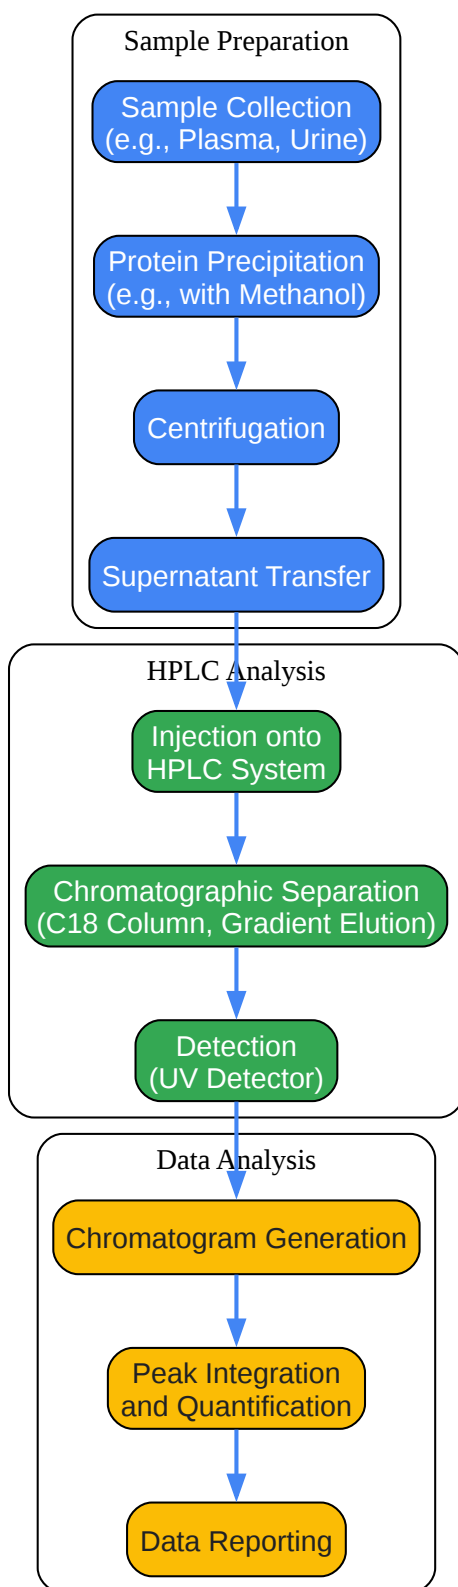 Sample Preparation
Sample Collection
(e.g., Plasma, Urine)
Protein Precipitation
(e.g., with Methanol)
Centrifugation
Supernatant Transfer
HPLC Analysis
Injection onto
HPLC System
Chromatographic Separation
(C18 Column, Gradient Elution)
Detection
(UV Detector)
Data Analysis
Chromatogram Generation
Peak Integration
and Quantification
Data Reporting